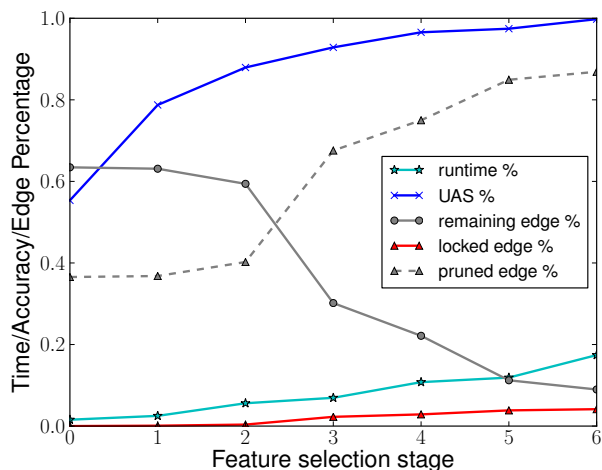 Time/Accuracy/Edge Percentage
1.0
0.8
0.6
0.4
0.2
0.0
runtime %
UAS %
remaining edge %
locked edge %
pruned edge %
0 1 2 3 4 5 6
Feature selection stage